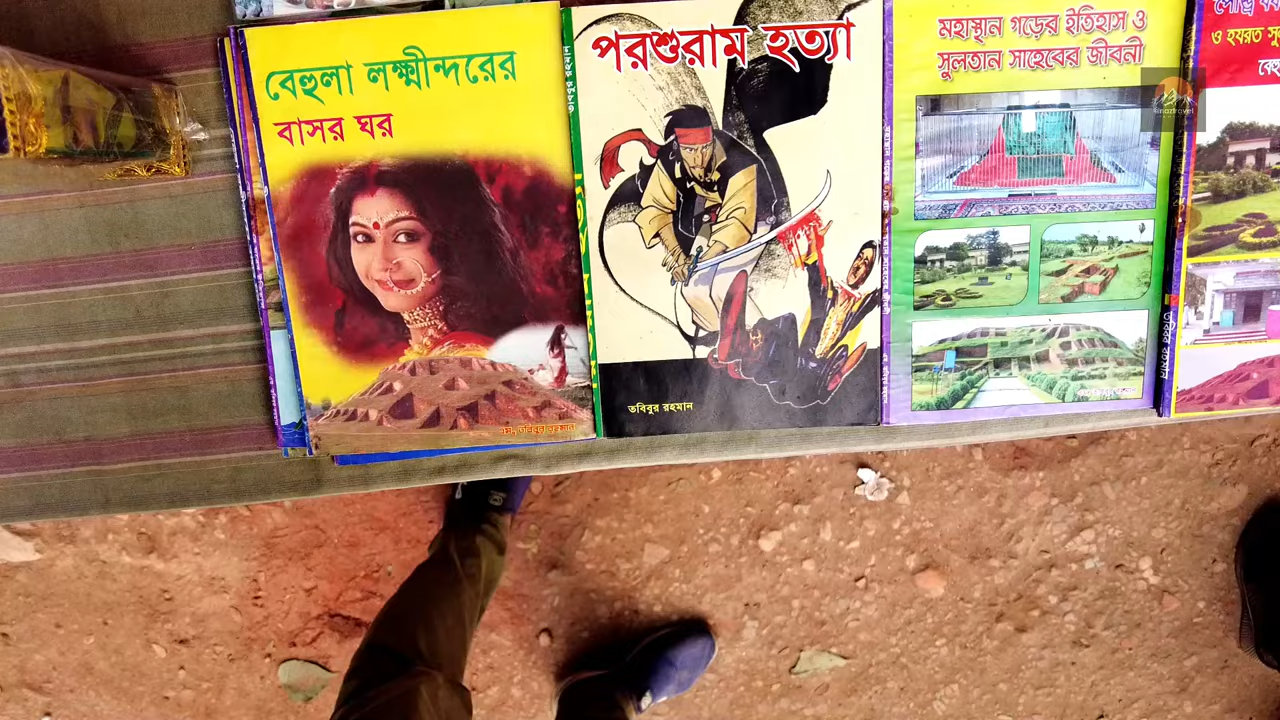 বেহুলা লক্ষ্মীন্দরের
বাসর ঘর
পরশুরাম হত্যা
তবিবুর রহমান
মহাস্থান গড়ের ইতিহাস ও
সুলতান সাহেবের জীবনী
ও হযরত